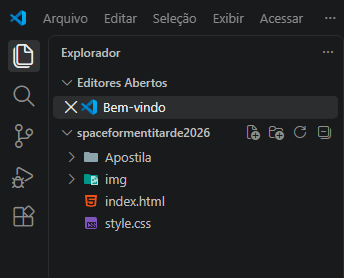 Arquivo Editar Seleção Exibir Acessar ···
Explorador ···
Editores Abertos
Bem-vindo
spaceformentitarde2026
Apostila
img
index.html
style.css